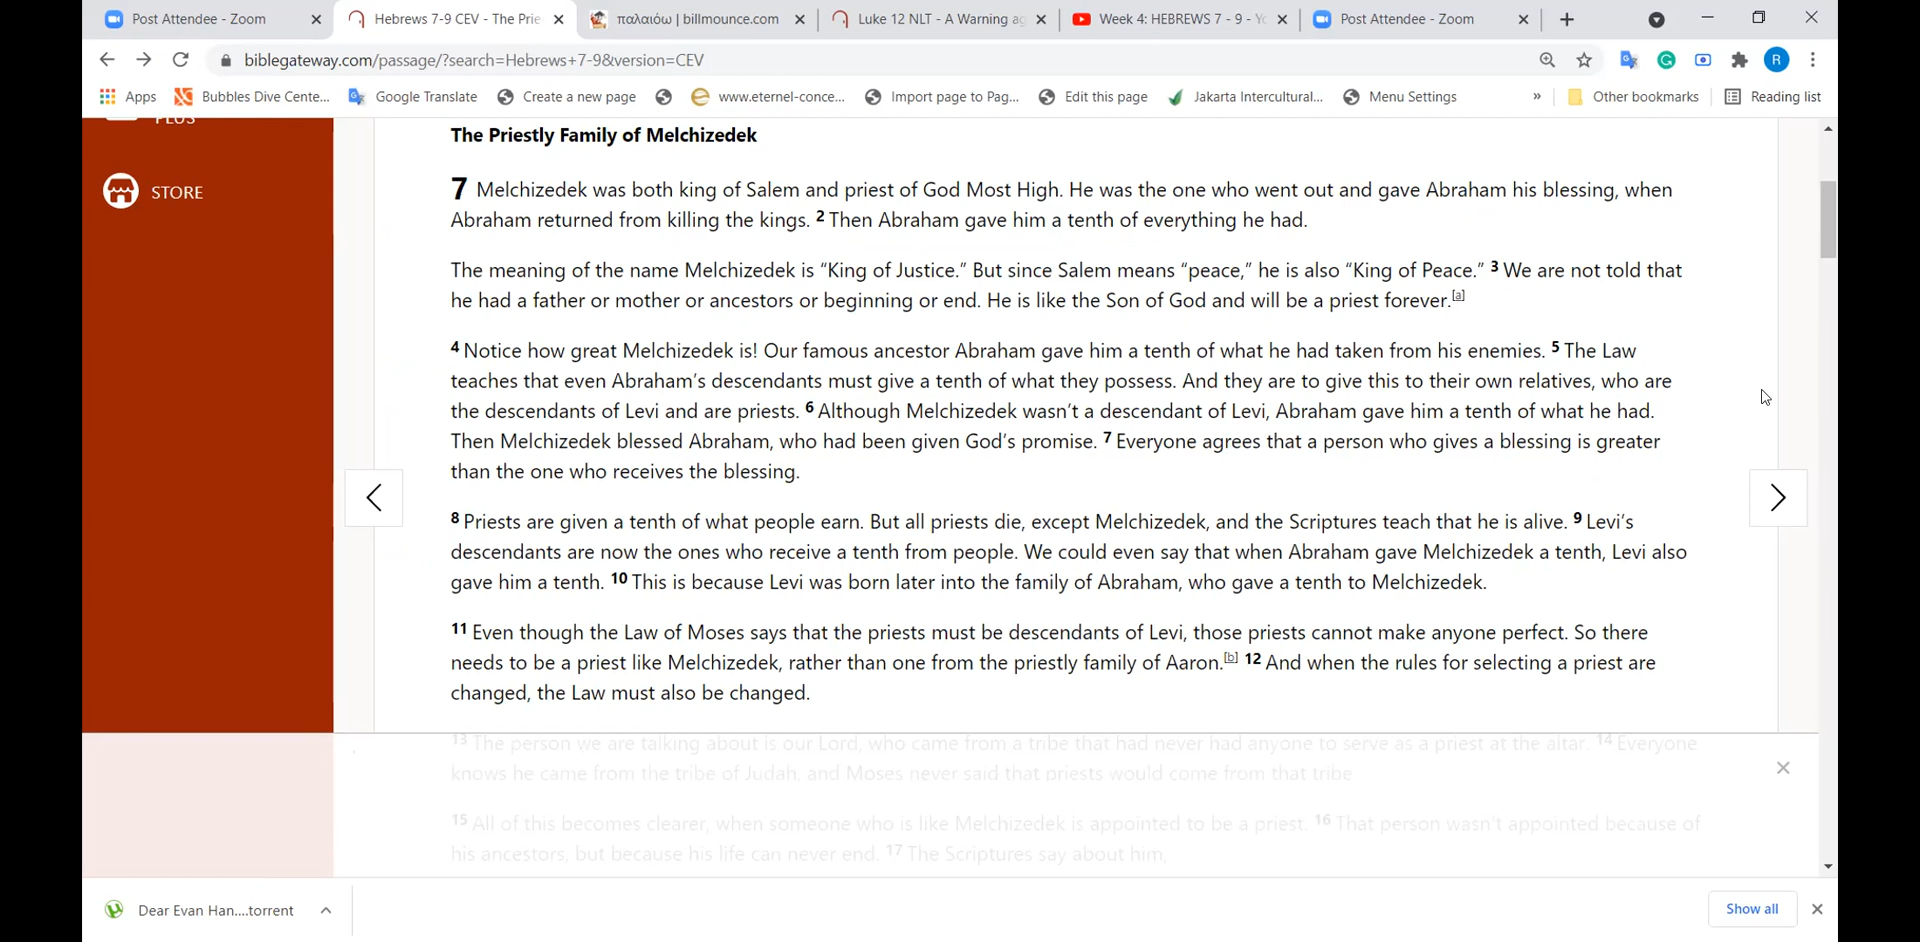 Post Attendee - Zoom
Hebrews 7-9 CEV - The Prie
παλαιόω | billmounce.com
Luke 12 NLT - A Warning ag
Week 4: HEBREWS 7 - 9 - Yo
Post Attendee - Zoom
biblegateway.com/passage/?search=Hebrews+7-9&version=CEV
R
Apps
Bubbles Dive Cente...
Google Translate
Create a new page
www.eternel-conce...
Import page to Pag...
Edit this page
Jakarta Intercultural...
Menu Settings
»
Other bookmarks
Reading list
PLUS
STORE
The Priestly Family of Melchizedek
7 Melchizedek was both king of Salem and priest of God Most High. He was the one who went out and gave Abraham his blessing, when
Abraham returned from killing the kings. 2 Then Abraham gave him a tenth of everything he had.
The meaning of the name Melchizedek is “King of Justice.” But since Salem means “peace,” he is also “King of Peace.” 3 We are not told that
he had a father or mother or ancestors or beginning or end. He is like the Son of God and will be a priest forever.[a]
4 Notice how great Melchizedek is! Our famous ancestor Abraham gave him a tenth of what he had taken from his enemies. 5 The Law
teaches that even Abraham’s descendants must give a tenth of what they possess. And they are to give this to their own relatives, who are
the descendants of Levi and are priests. 6 Although Melchizedek wasn’t a descendant of Levi, Abraham gave him a tenth of what he had.
Then Melchizedek blessed Abraham, who had been given God’s promise. 7 Everyone agrees that a person who gives a blessing is greater
than the one who receives the blessing.
8 Priests are given a tenth of what people earn. But all priests die, except Melchizedek, and the Scriptures teach that he is alive. 9 Levi’s
descendants are now the ones who receive a tenth from people. We could even say that when Abraham gave Melchizedek a tenth, Levi also
gave him a tenth. 10 This is because Levi was born later into the family of Abraham, who gave a tenth to Melchizedek.
11 Even though the Law of Moses says that the priests must be descendants of Levi, those priests cannot make anyone perfect. So there
needs to be a priest like Melchizedek, rather than one from the priestly family of Aaron.[b] 12 And when the rules for selecting a priest are
changed, the Law must also be changed.
13 The person we are talking about is our Lord, who came from a tribe that had never had anyone to serve as a priest at the altar. 14 Everyone
knows he came from the tribe of Judah, and Moses never said that priests would come from that tribe
15 All of this becomes clearer, when someone who is like Melchizedek is appointed to be a priest. 16 That person wasn’t appointed because of
his ancestors, but because his life can never end. 17 The Scriptures say about him,
Dear Evan Han....torrent
Show all